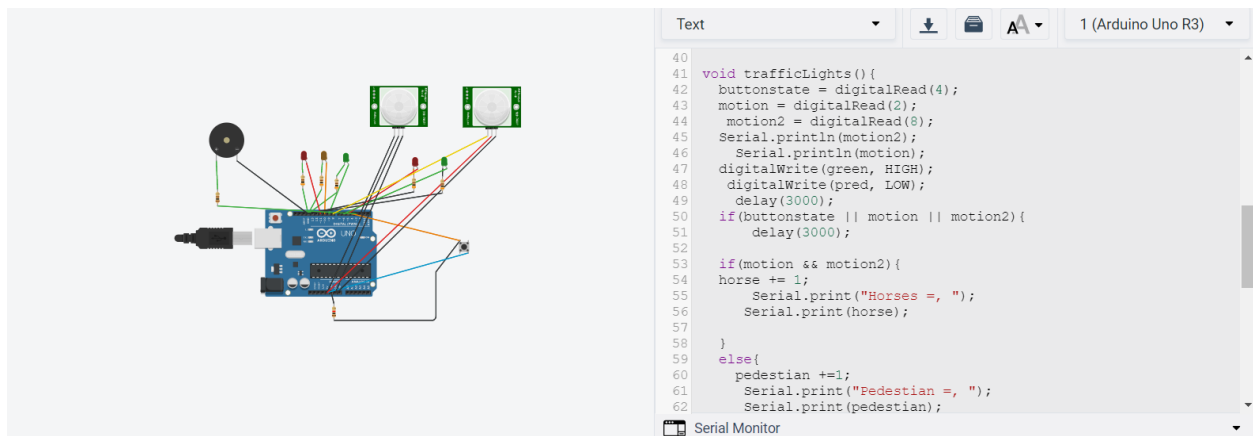 Text
1 (Arduino Uno R3)
40
41 void trafficLights(){
42 buttonstate = digitalRead(4);
43 motion = digitalRead(2);
44 motion2 = digitalRead(8);
45 Serial.println(motion2);
46 Serial.println(motion);
47 digitalWrite(green, HIGH);
48 digitalWrite(pred, LOW);
49 delay(3000);
50 if(buttonstate || motion || motion2){
51 delay(3000);
52
53 if(motion && motion2){
54 horse += 1;
55 Serial.print("Horses =, ");
56 Serial.print(horse);
57
58 }
59 else{
60 pedestian +=1;
61 Serial.print("Pedestian =, ");
62 Serial.print(pedestian);
UNO
ARDUINO
Serial Monitor